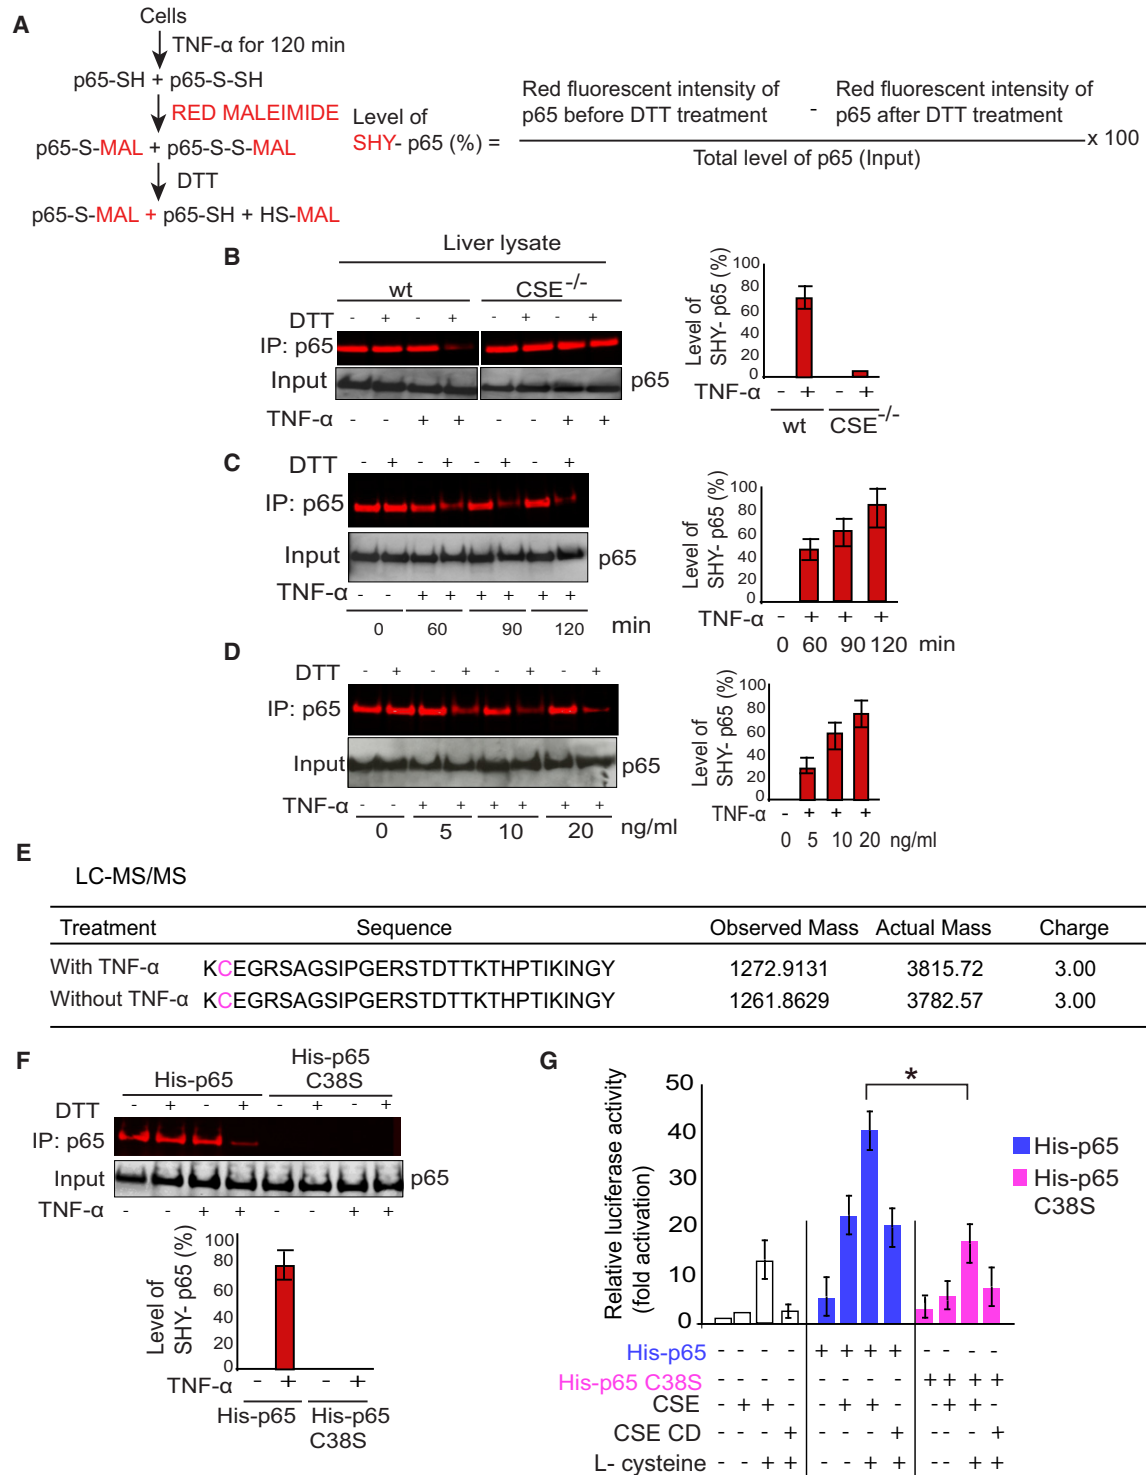 A
Cells
TNF-α for 120 min
p65-SH + p65-S-SH
RED MALEIMIDE
p65-S-MAL + p65-S-S-MAL
DTT
p65-S-MAL + p65-SH + HS-MAL
Level of
SHY- p65 (%) =
Red fluorescent intensity of
p65 before DTT treatment
-
Red fluorescent intensity of
p65 after DTT treatment
Total level of p65 (Input)
x 100
B
Liver lysate
wt CSE-/-
DTT - + - + - + - +
IP: p65
Input p65
TNF-α - - + + - - + +
Level of
SHY- p65 (%)
100
80
60
40
20
0
TNF-α - + - +
wt CSE-/-
C
DTT - + - + - + - +
IP: p65
Input p65
TNF-α - - + + + + + +
0 60 90 120 min
Level of
SHY- p65 (%)
100
80
60
40
20
0
TNF-α - + + +
0 60 90 120 min
D
DTT - + - + - + - +
IP: p65
Input p65
TNF-α - - + + + + + +
0 5 10 20 ng/ml
Level of
SHY- p65 (%)
100
80
60
40
20
0
TNF-α - + + +
0 5 10 20 ng/ml
E
LC-MS/MS
Treatment Sequence Observed Mass Actual Mass Charge
With TNF-α KCEGRSAGSIPGERSTDTTKTHPTIKINGY 1272.9131 3815.72 3.00
Without TNF-α KCEGRSAGSIPGERSTDTTKTHPTIKINGY 1261.8629 3782.57 3.00
F
His-p65 His-p65
C38S
DTT - + - + - + - +
IP: p65
Input p65
TNF-α - - + + - - + +
Level of
SHY- p65 (%)
100
80
60
40
20
0
TNF-α - + - +
His-p65 His-p65
C38S
G
Relative luciferase activity
(fold activation)
50
40
30
20
10
0
*
His-p65
His-p65
C38S
His-p65 - - - - + + + + - - - -
His-p65 C38S - - - - - - - - + + + +
CSE - + + - - + + - - - + -
CSE CD - - - + - - - + - - - +
L- cysteine - - + + - - + + - - + +